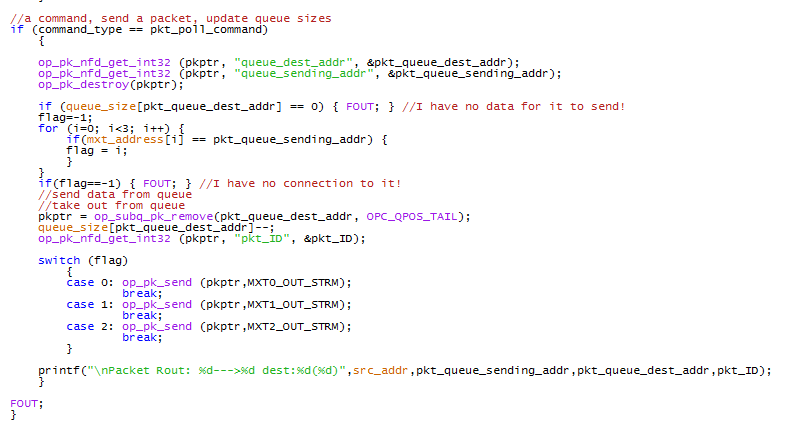 //a command, send a packet, update queue sizes
if (command_type == pkt_poll_command)
{
op_pk_nfd_get_int32 (pkptr, "queue_dest_addr", &pkt_queue_dest_addr);
op_pk_nfd_get_int32 (pkptr, "queue_sending_addr", &pkt_queue_sending_addr);
op_pk_destroy(pkptr);
if (queue_size[pkt_queue_dest_addr] == 0) { FOUT; } //I have no data for it to send!
flag=-1;
for (i=0; i<3; i++) {
if(mxt_address[i] == pkt_queue_sending_addr) {
flag = i;
}
}
if(flag==-1) { FOUT; } //I have no connection to it!
//send data from queue
//take out from queue
pkptr = op_subq_pk_remove(pkt_queue_dest_addr, OPC_QPOS_TAIL);
queue_size[pkt_queue_dest_addr]--;
op_pk_nfd_get_int32 (pkptr, "pkt_ID", &pkt_ID);
switch (flag)
{
case 0: op_pk_send (pkptr,MXT0_OUT_STRM);
break;
case 1: op_pk_send (pkptr,MXT1_OUT_STRM);
break;
case 2: op_pk_send (pkptr,MXT2_OUT_STRM);
break;
}
printf("\nPacket Rout: %d--->%d dest:%d(%d)",src_addr,pkt_queue_sending_addr,pkt_queue_dest_addr,pkt_ID);
}
FOUT;
}